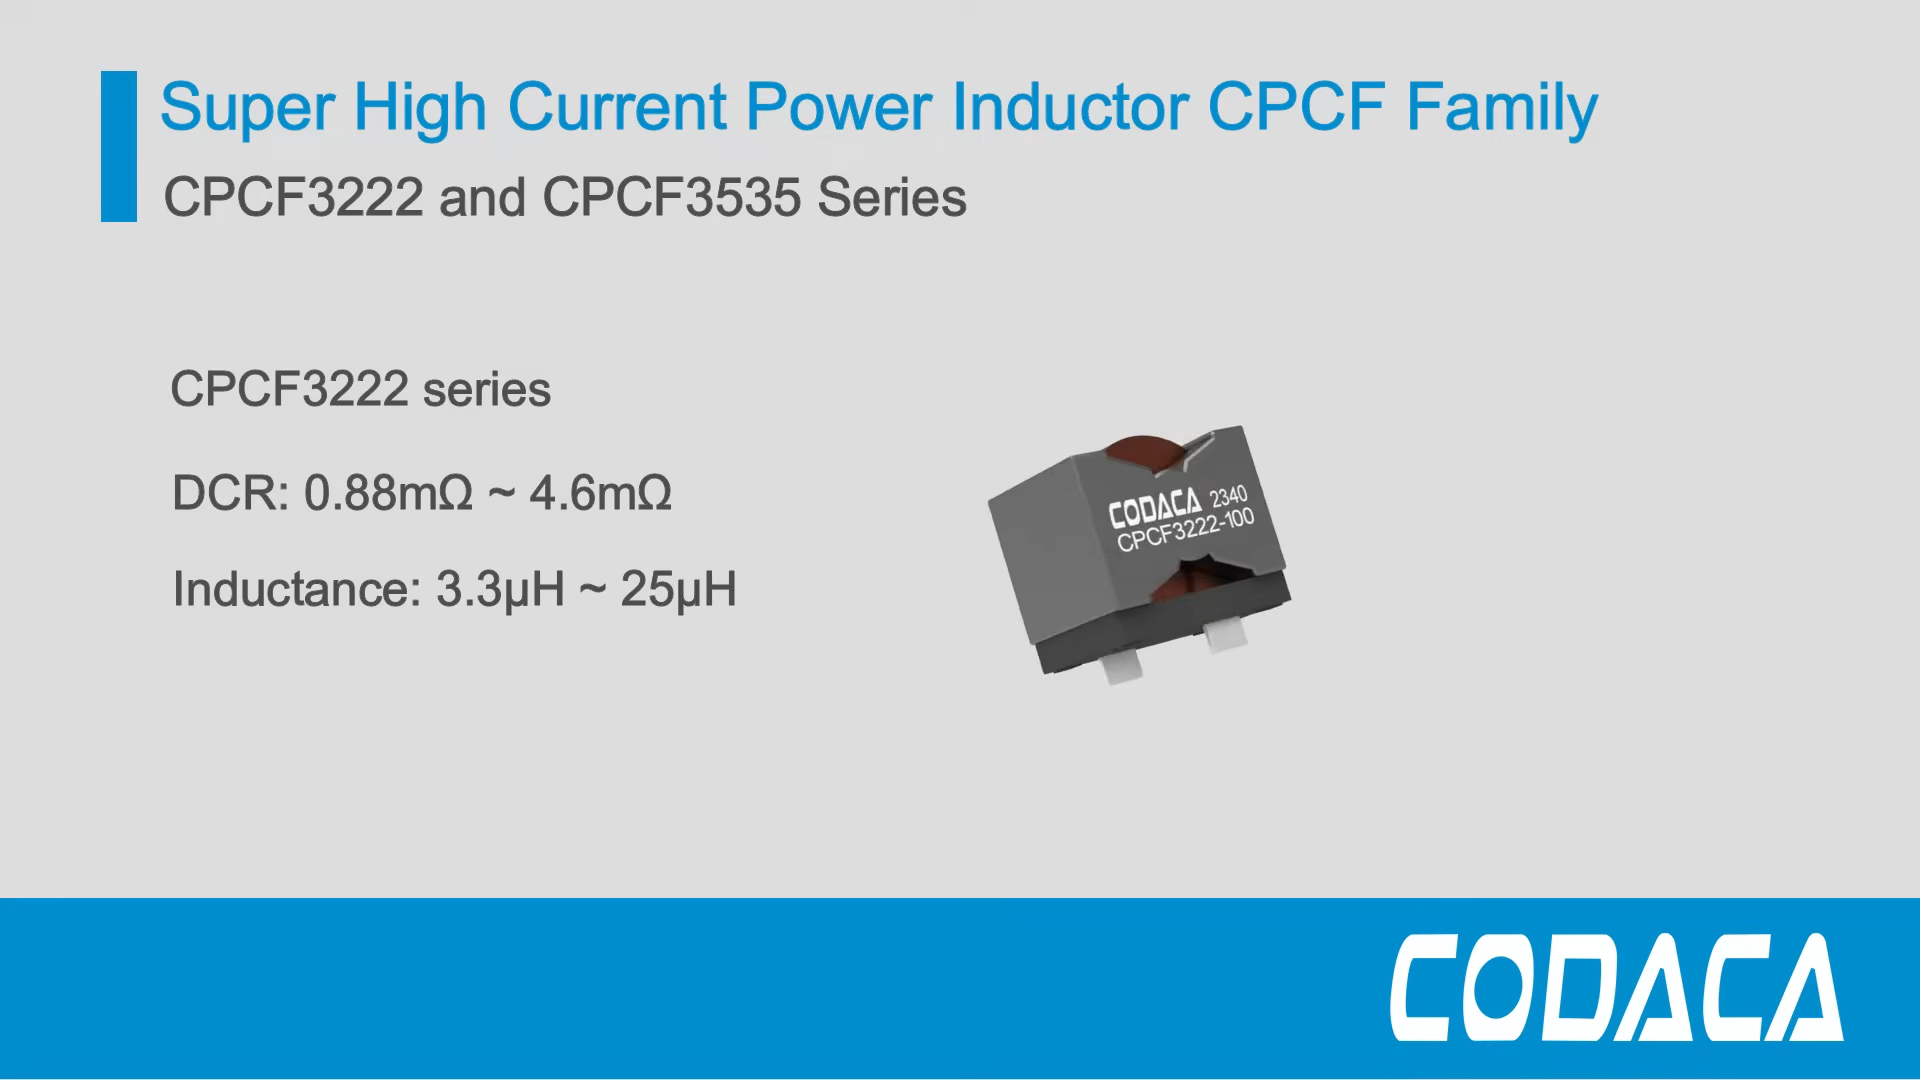 Super High Current Power Inductor CPCF Family
CPCF3222 and CPCF3535 Series
CPCF3222 series
DCR: 0.88mΩ ~ 4.6mΩ
Inductance: 3.3µH ~ 25µH
CODACA 2340
CPCF3222-100
CODACA